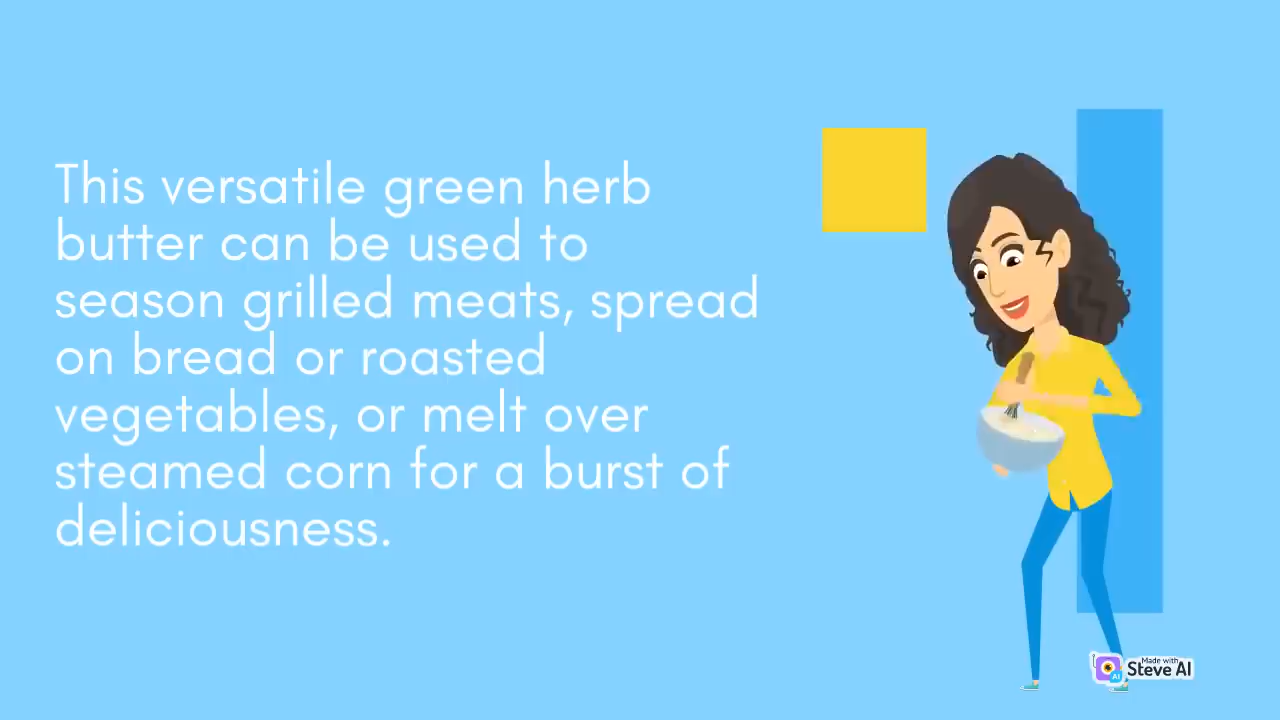 This versatile green herb
butter can be used to
season grilled meats, spread
on bread or roasted
vegetables, or melt over
steamed corn for a burst of
deliciousness.
Made with
Steve AI
AI